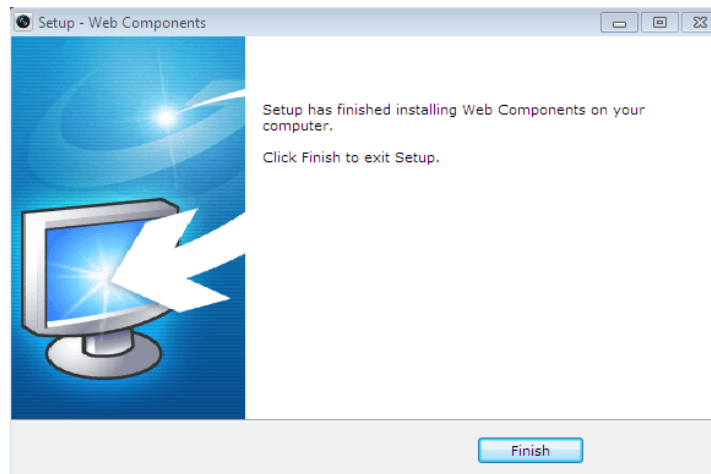 Setup - Web Components
Setup has finished installing Web Components on your
computer.
Click Finish to exit Setup.
Finish